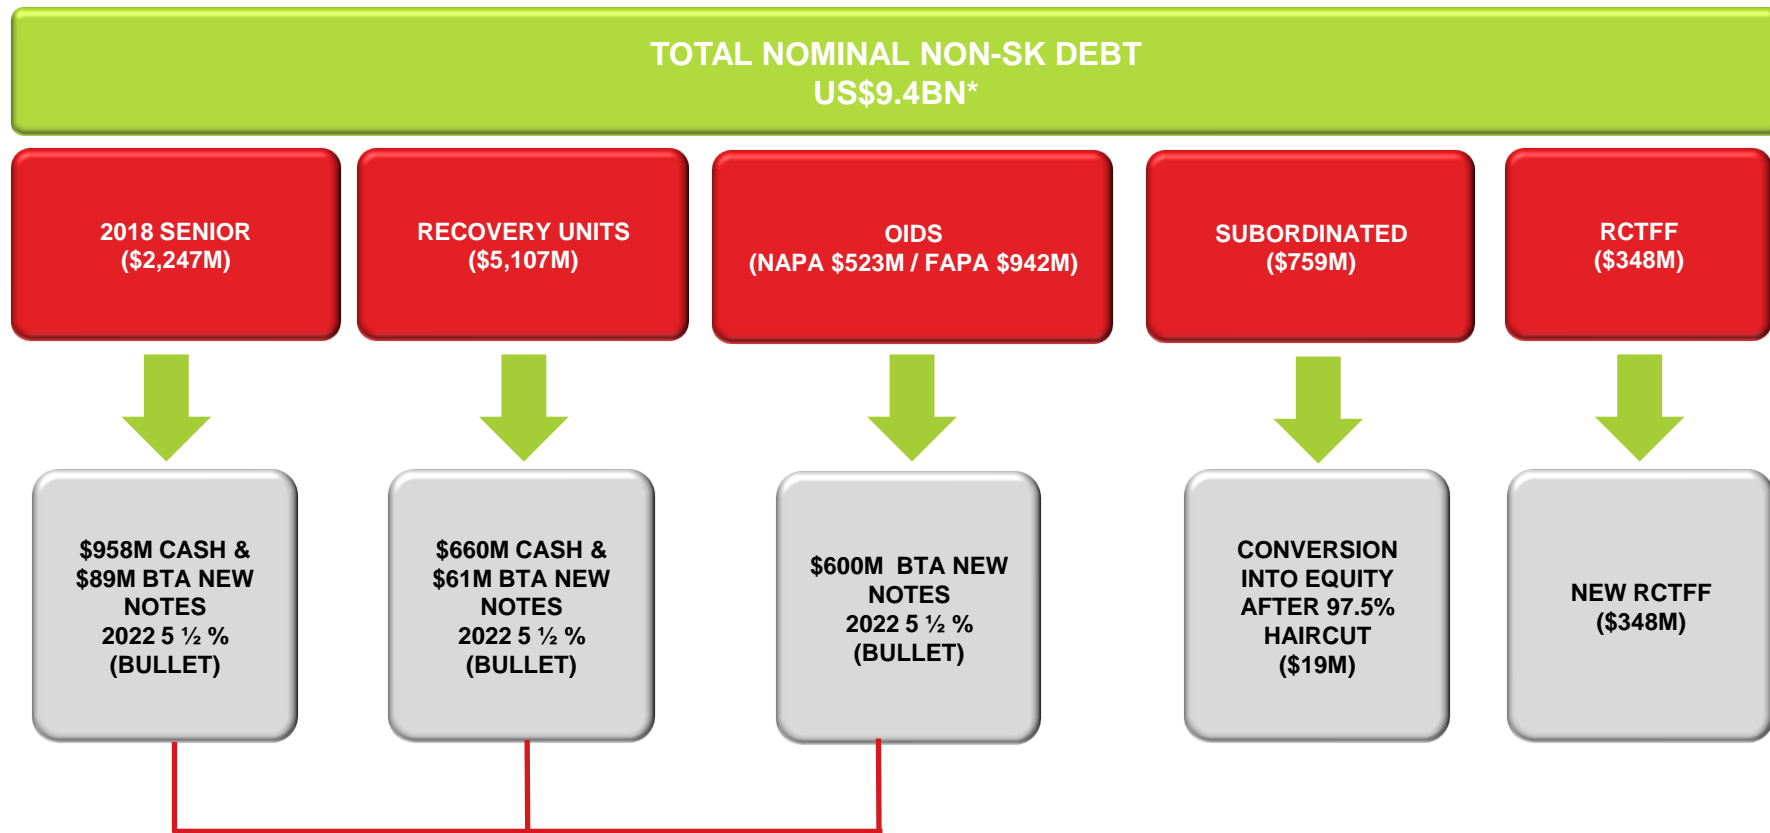 TOTAL NOMINAL NON-SK DEBT
US$9.4BN*
2018 SENIOR
($2,247M)
RECOVERY UNITS
($5,107M)
OIDS
(NAPA $523M / FAPA $942M)
SUBORDINATED
($759M)
RCTFF
($348M)
$958M CASH &
$89M BTA NEW
NOTES
2022 5 ½ %
(BULLET)
$660M CASH &
$61M BTA NEW
NOTES
2022 5 ½ %
(BULLET)
$600M  BTA NEW
NOTES
2022 5 ½ %
(BULLET)
CONVERSION
INTO EQUITY
AFTER 97.5%
HAIRCUT
($19M)
NEW RCTFF
($348M)